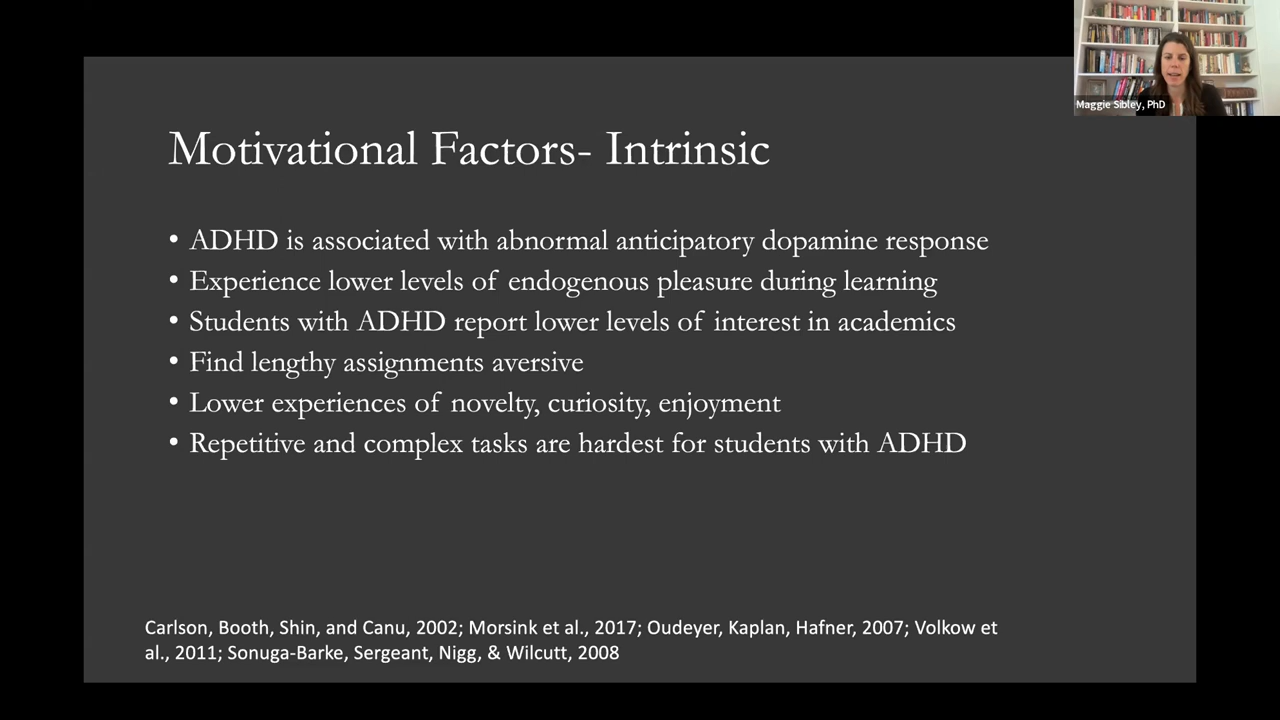 Maggie Sibley, PhD
Motivational Factors- Intrinsic
• ADHD is associated with abnormal anticipatory dopamine response
• Experience lower levels of endogenous pleasure during learning
• Students with ADHD report lower levels of interest in academics
• Find lengthy assignments aversive
• Lower experiences of novelty, curiosity, enjoyment
• Repetitive and complex tasks are hardest for students with ADHD
Carlson, Booth, Shin, and Canu, 2002; Morsink et al., 2017; Oudeyer, Kaplan, Hafner, 2007; Volkow et
al., 2011; Sonuga-Barke, Sergeant, Nigg, & Wilcutt, 2008